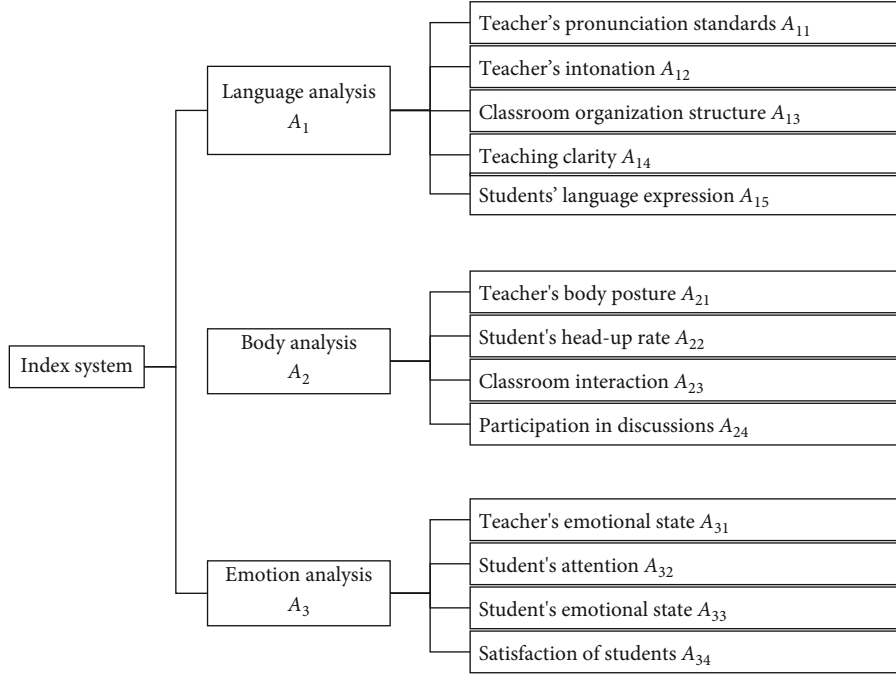 Index system
Language analysis
A₁
Teacher’s pronunciation standards A₁₁
Teacher’s intonation A₁₂
Classroom organization structure A₁₃
Teaching clarity A₁₄
Students’ language expression A₁₅
Body analysis
A₂
Teacher's body posture A₂₁
Student's head-up rate A₂₂
Classroom interaction A₂₃
Participation in discussions A₂₄
Emotion analysis
A₃
Teacher's emotional state A₃₁
Student's attention A₃₂
Student's emotional state A₃₃
Satisfaction of students A₃₄